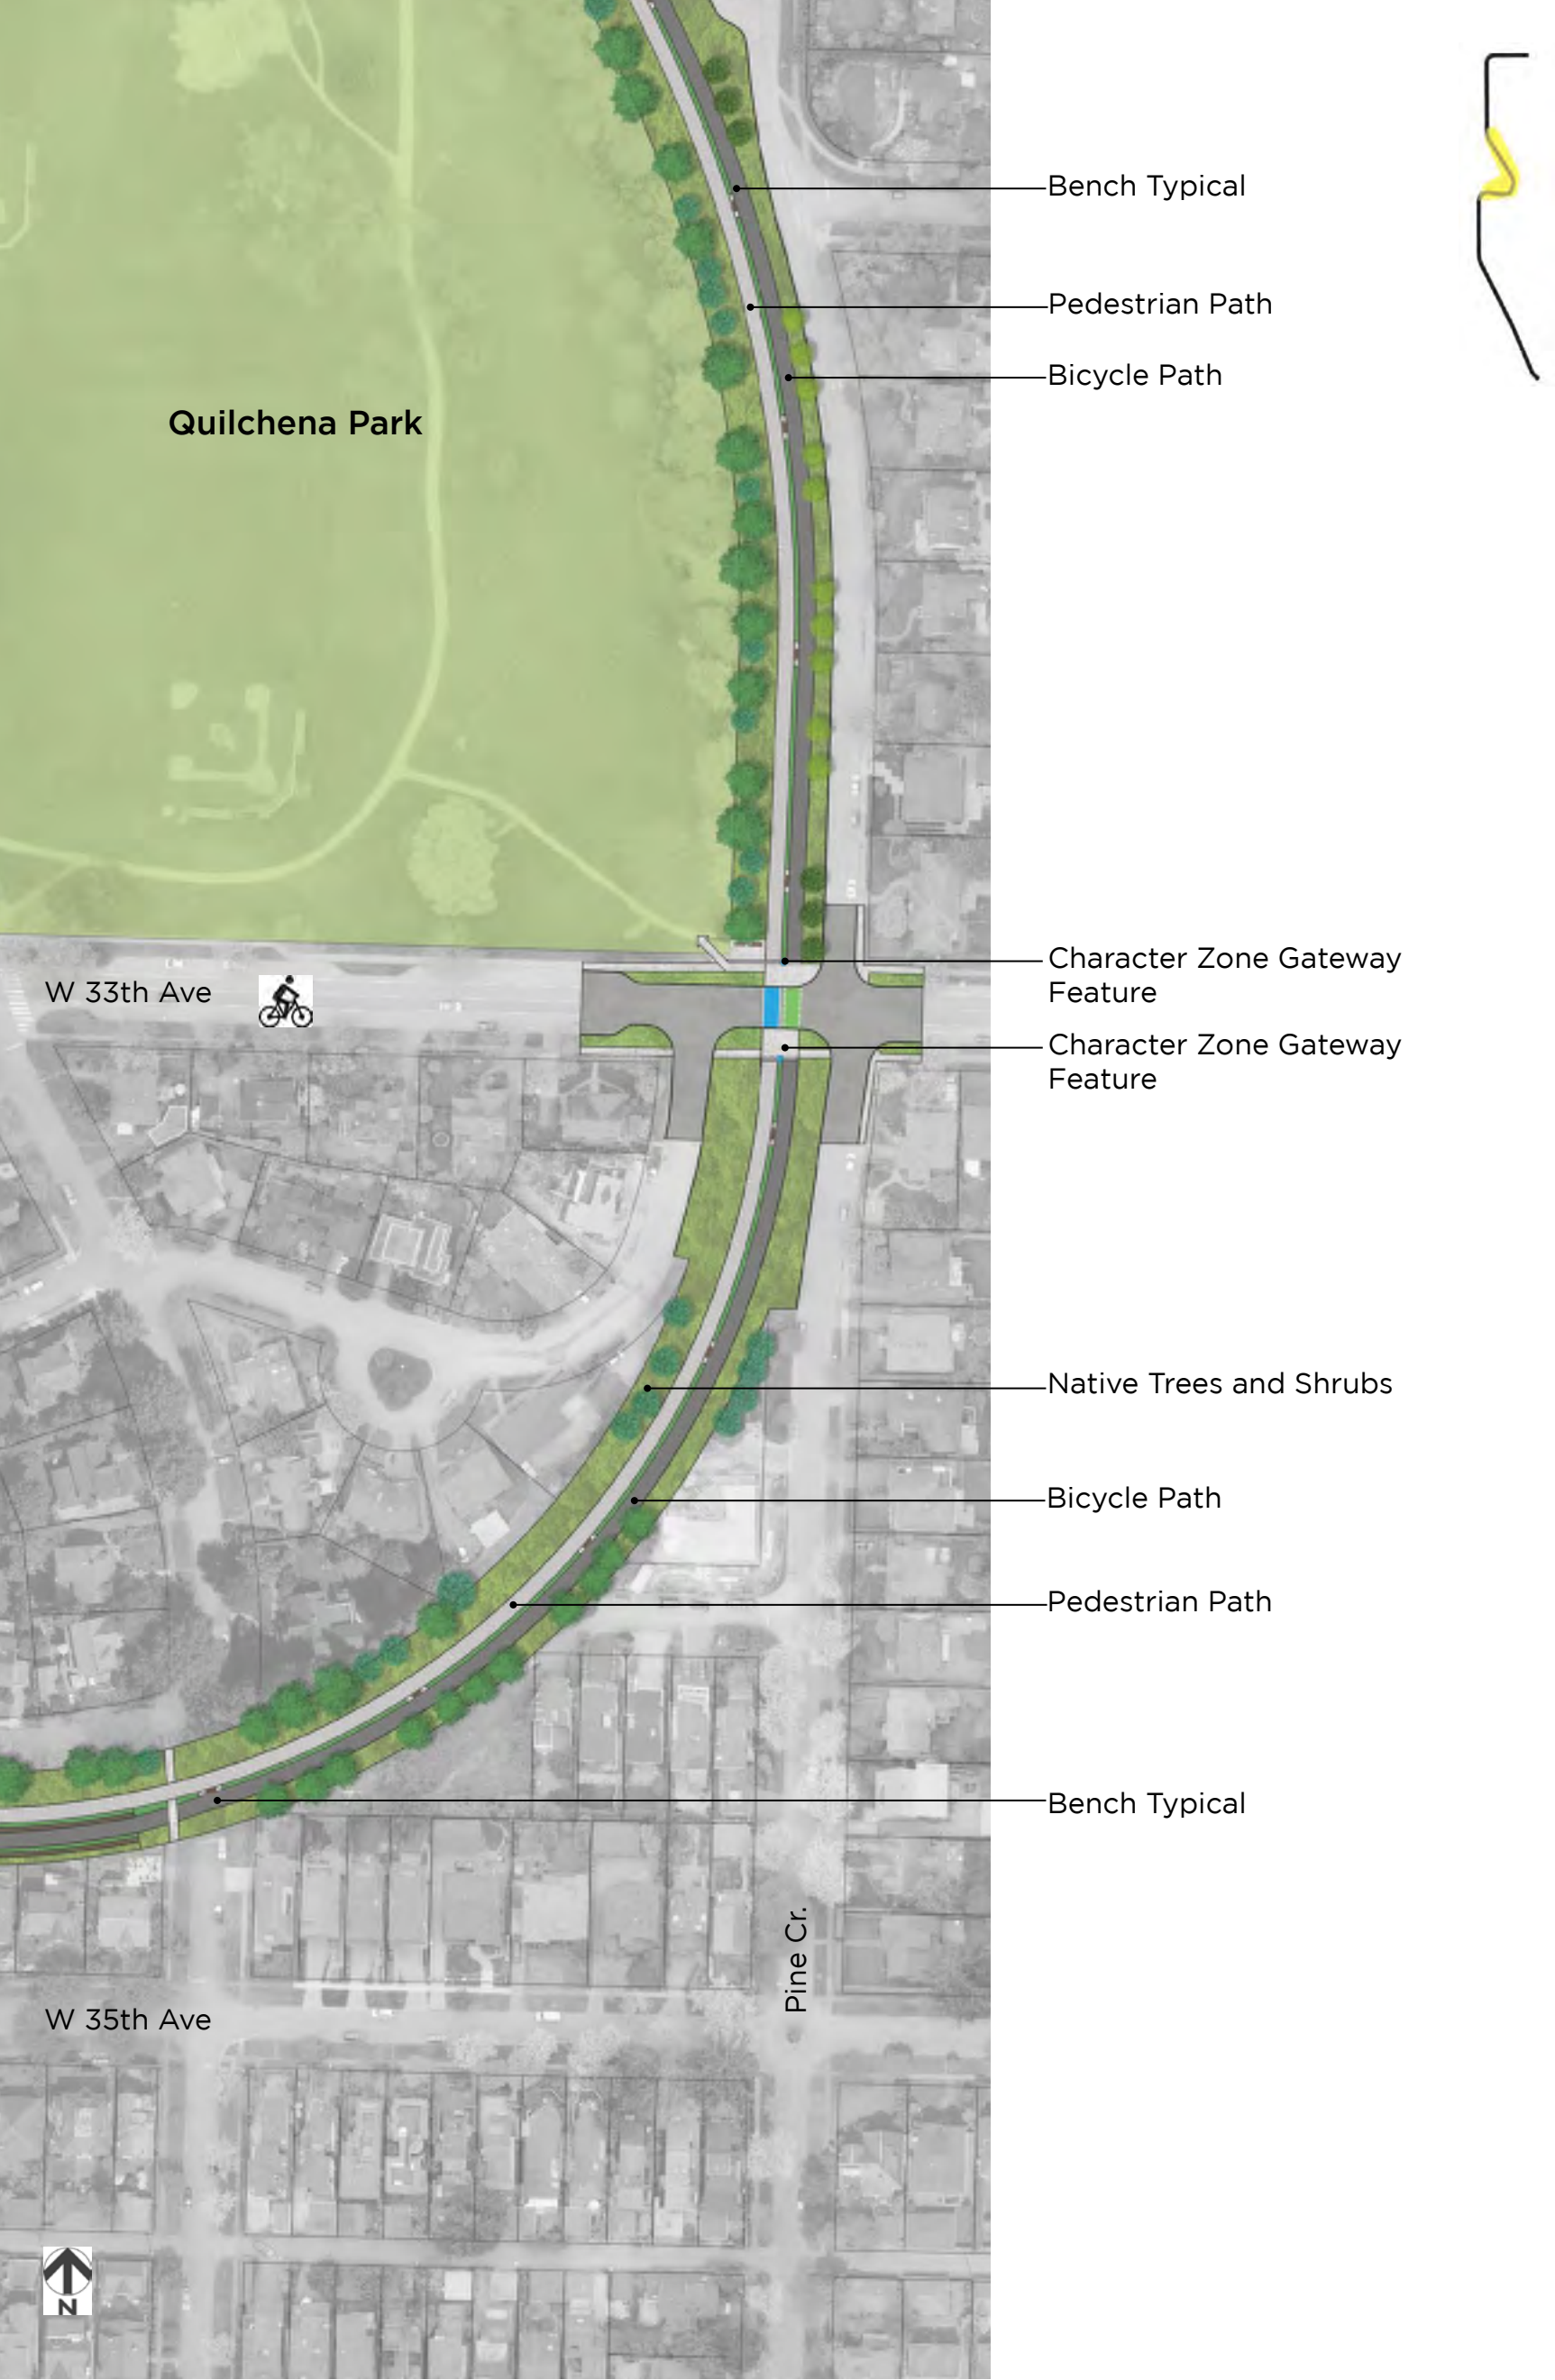 Bench Typical
Pedestrian Path
Bicycle Path
Quilchena Park
Character Zone Gateway
Feature
W 33th Ave
Character Zone Gateway
Feature
Native Trees and Shrubs
Bicycle Path
Pedestrian Path
Bench Typical
Pine Cr.
W 35th Ave
N